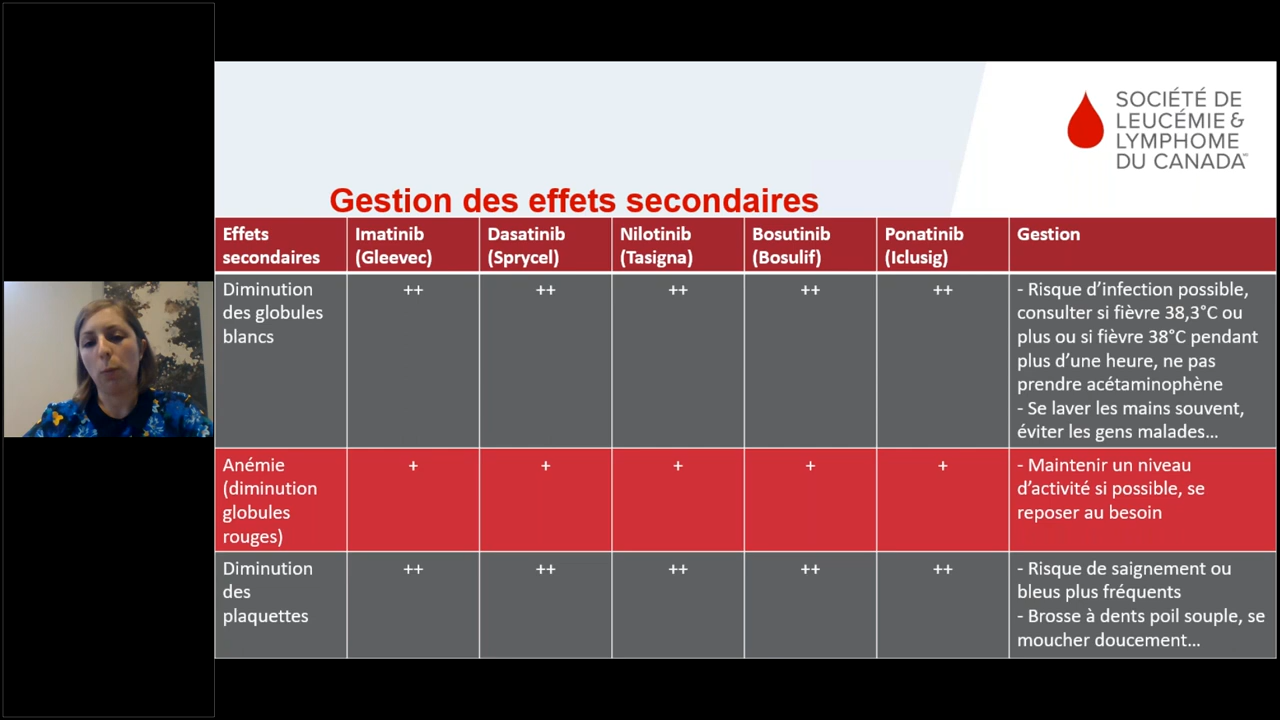 SOCIÉTÉ DE
LEUCÉMIE &
LYMPHOME
DU CANADA
Gestion des effets secondaires
Effets
secondaires
Imatinib
(Gleevec)
Dasatinib
(Sprycel)
Nilotinib
(Tasigna)
Bosutinib
(Bosulif)
Ponatinib
(Iclusig)
Gestion
Diminution
des globules
blancs
++
++
++
++
++
- Risque d’infection possible,
consulter si fièvre 38,3°C ou
plus ou si fièvre 38°C pendant
plus d’une heure, ne pas
prendre acétaminophène
- Se laver les mains souvent,
éviter les gens malades…
Anémie
(diminution
globules
rouges)
+
+
+
+
+
- Maintenir un niveau
d’activité si possible, se
reposer au besoin
Diminution
des
plaquettes
++
++
++
++
++
- Risque de saignement ou
bleus plus fréquents
- Brosse à dents poil souple, se
moucher doucement…